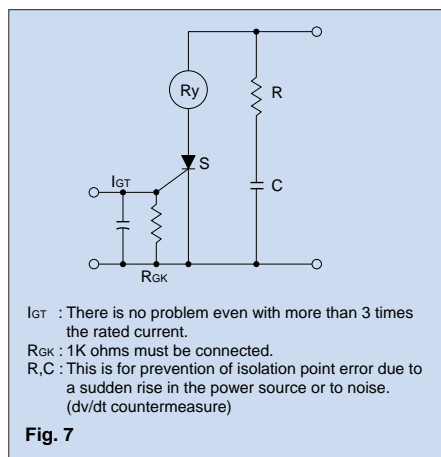 Ry
R
S
IGT
C
RGK
IGT : There is no problem even with more than 3 times
the rated current.
RGK : 1K ohms must be connected.
R,C : This is for prevention of isolation point error due to
a sudden rise in the power source or to noise.
(dv/dt countermeasure)
Fig. 7